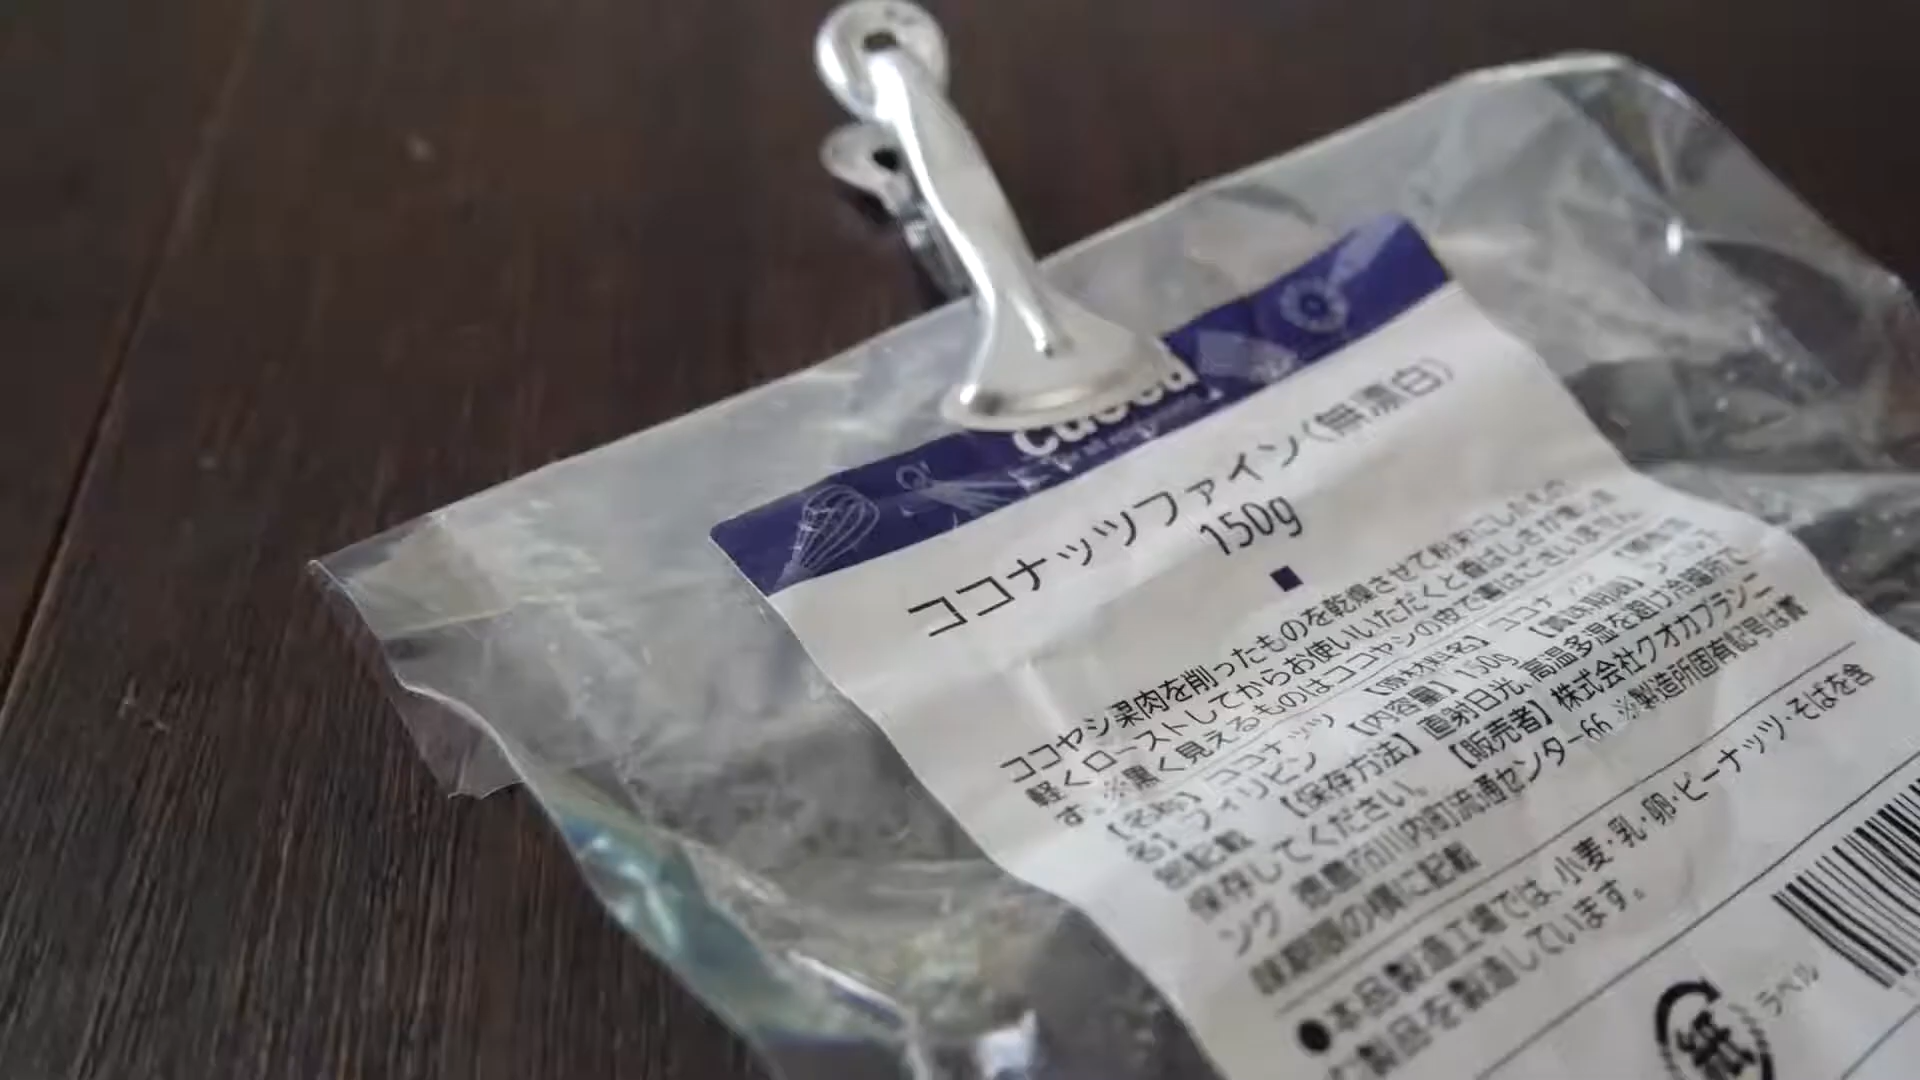 cuoca
ココナッツファイン(無漂白)
150g
ココヤシ果肉を削ったものを乾燥させて粉末にしたもの
軽くローストしてからお使いいただくと香ばしさが増しま
す。※黒く見えるものはココヤシの皮で害はございません。
【名称】ココナッツ 【原材料名】ココナッツ
名】フィリピン 【内容量】150g 【賞味期限】
部記載 【保存方法】直射日光、高温多湿を避け冷暗所で
保存してください。 【販売者】株式会社クオカプランニ
ング 徳島市川内町流通センター66 ※製造所固有記号は賞
味期限の横に記載
●本品製造工場では、小麦・乳・卵・ピーナッツ・そばを含
む製品を製造しています。
紙
ラベル